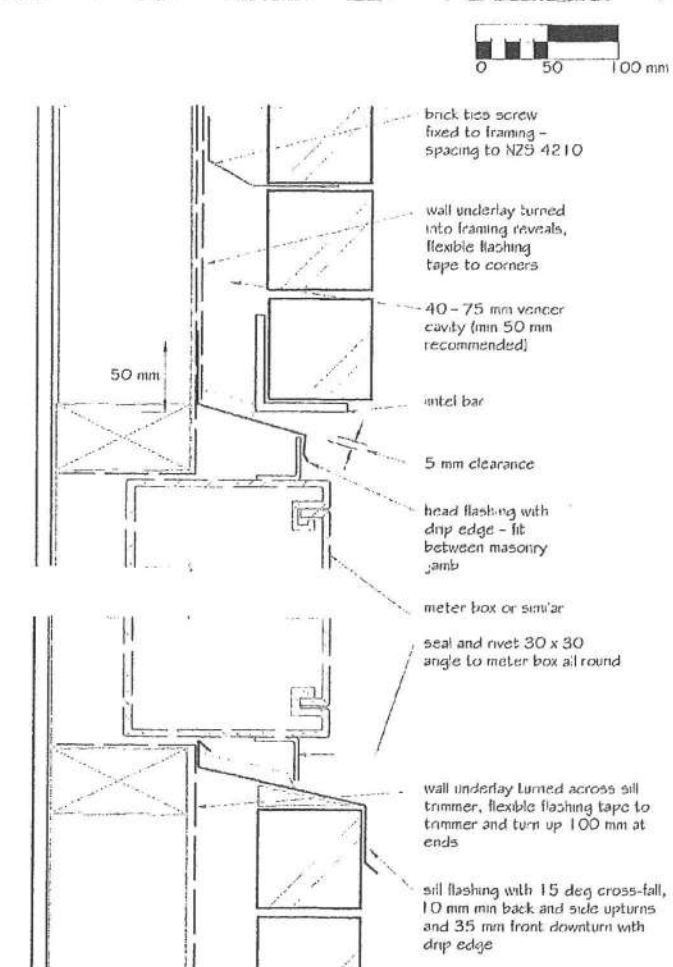 0 50 100 mm
brick ties screw
fixed to framing -
spacing to NZS 4210
wall underlay turned
into framing reveals,
flexible flashing
tape to corners
40 - 75 mm veneer
cavity (min 50 mm
recommended)
50 mm
lintel bar
5 mm clearance
head flashing with
drip edge - fit
between masonry
jamb
meter box or similar
seal and rivet 30 x 30
angle to meter box all round
wall underlay turned across sill
trimmer, flexible flashing tape to
trimmer and turn up 100 mm at
ends
sill flashing with 15 deg cross-fall,
10 mm min back and side upturns
and 35 mm front downturn with
drip edge